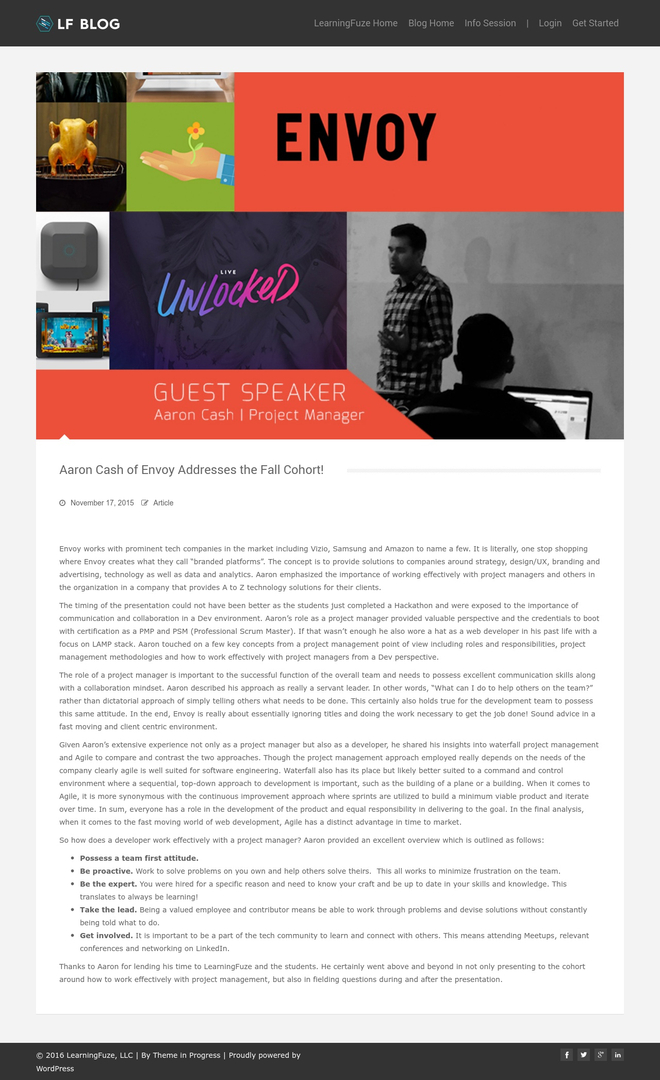 LF BLOG
LearningFuze Home Blog Home Info Session | Login Get Started
ENVOY
LIVE
UNLOCKED
GUEST SPEAKER
Aaron Cash | Project Manager
Aaron Cash of Envoy Addresses the Fall Cohort!
November 17, 2015 Article
Envoy works with prominent tech companies in the market including Vizio, Samsung and Amazon to name a few. It is literally, one stop shopping
where Envoy creates what they call “branded platforms”. The concept is to provide solutions to companies around strategy, design/UX, branding and
advertising, technology as well as data and analytics. Aaron emphasized the importance of working effectively with project managers and others in
the organization in a company that provides A to Z technology solutions for their clients.
The timing of the presentation could not have been better as the students just completed a Hackathon and were exposed to the importance of
communication and collaboration in a Dev environment. Aaron’s role as a project manager provided valuable perspective and the credentials to boot
with certification as a PMP and PSM (Professional Scrum Master). If that wasn’t enough he also wore a hat as a web developer in his past life with a
focus on LAMP stack. Aaron touched on a few key concepts from a project management point of view including roles and responsibilities, project
management methodologies and how to work effectively with project managers from a Dev perspective.
The role of a project manager is important to the successful function of the overall team and needs to possess excellent communication skills along
with a collaboration mindset. Aaron described his approach as really a servant leader. In other words, “What can I do to help others on the team?”
rather than dictatorial approach of simply telling others what needs to be done. This certainly also holds true for the development team to possess
this same attitude. In the end, Envoy is really about essentially ignoring titles and doing the work necessary to get the job done! Sound advice in a
fast moving and client centric environment.
Given Aaron’s extensive experience not only as a project manager but also as a developer, he shared his insights into waterfall project management
and Agile to compare and contrast the two approaches. Though the project management approach employed really depends on the needs of the
company clearly agile is well suited for software engineering. Waterfall also has its place but likely better suited to a command and control
environment where a sequential, top-down approach to development is important, such as the building of a plane or a building. When it comes to
Agile, it is more synonymous with the continuous improvement approach where sprints are utilized to build a minimum viable product and iterate
over time. In sum, everyone has a role in the development of the product and equal responsibility in delivering to the goal. In the final analysis,
when it comes to the fast moving world of web development, Agile has a distinct advantage in time to market.
So how does a developer work effectively with a project manager? Aaron provided an excellent overview which is outlined as follows:
• Possess a team first attitude.
• Be proactive. Work to solve problems on you own and help others solve theirs. This all works to minimize frustration on the team.
• Be the expert. You were hired for a specific reason and need to know your craft and be up to date in your skills and knowledge. This
translates to always be learning!
• Take the lead. Being a valued employee and contributor means be able to work through problems and devise solutions without constantly
being told what to do.
• Get involved. It is important to be a part of the tech community to learn and connect with others. This means attending Meetups, relevant
conferences and networking on LinkedIn.
Thanks to Aaron for lending his time to LearningFuze and the students. He certainly went above and beyond in not only presenting to the cohort
around how to work effectively with project management, but also in fielding questions during and after the presentation.
© 2016 LearningFuze, LLC | By Theme in Progress | Proudly powered by
WordPress